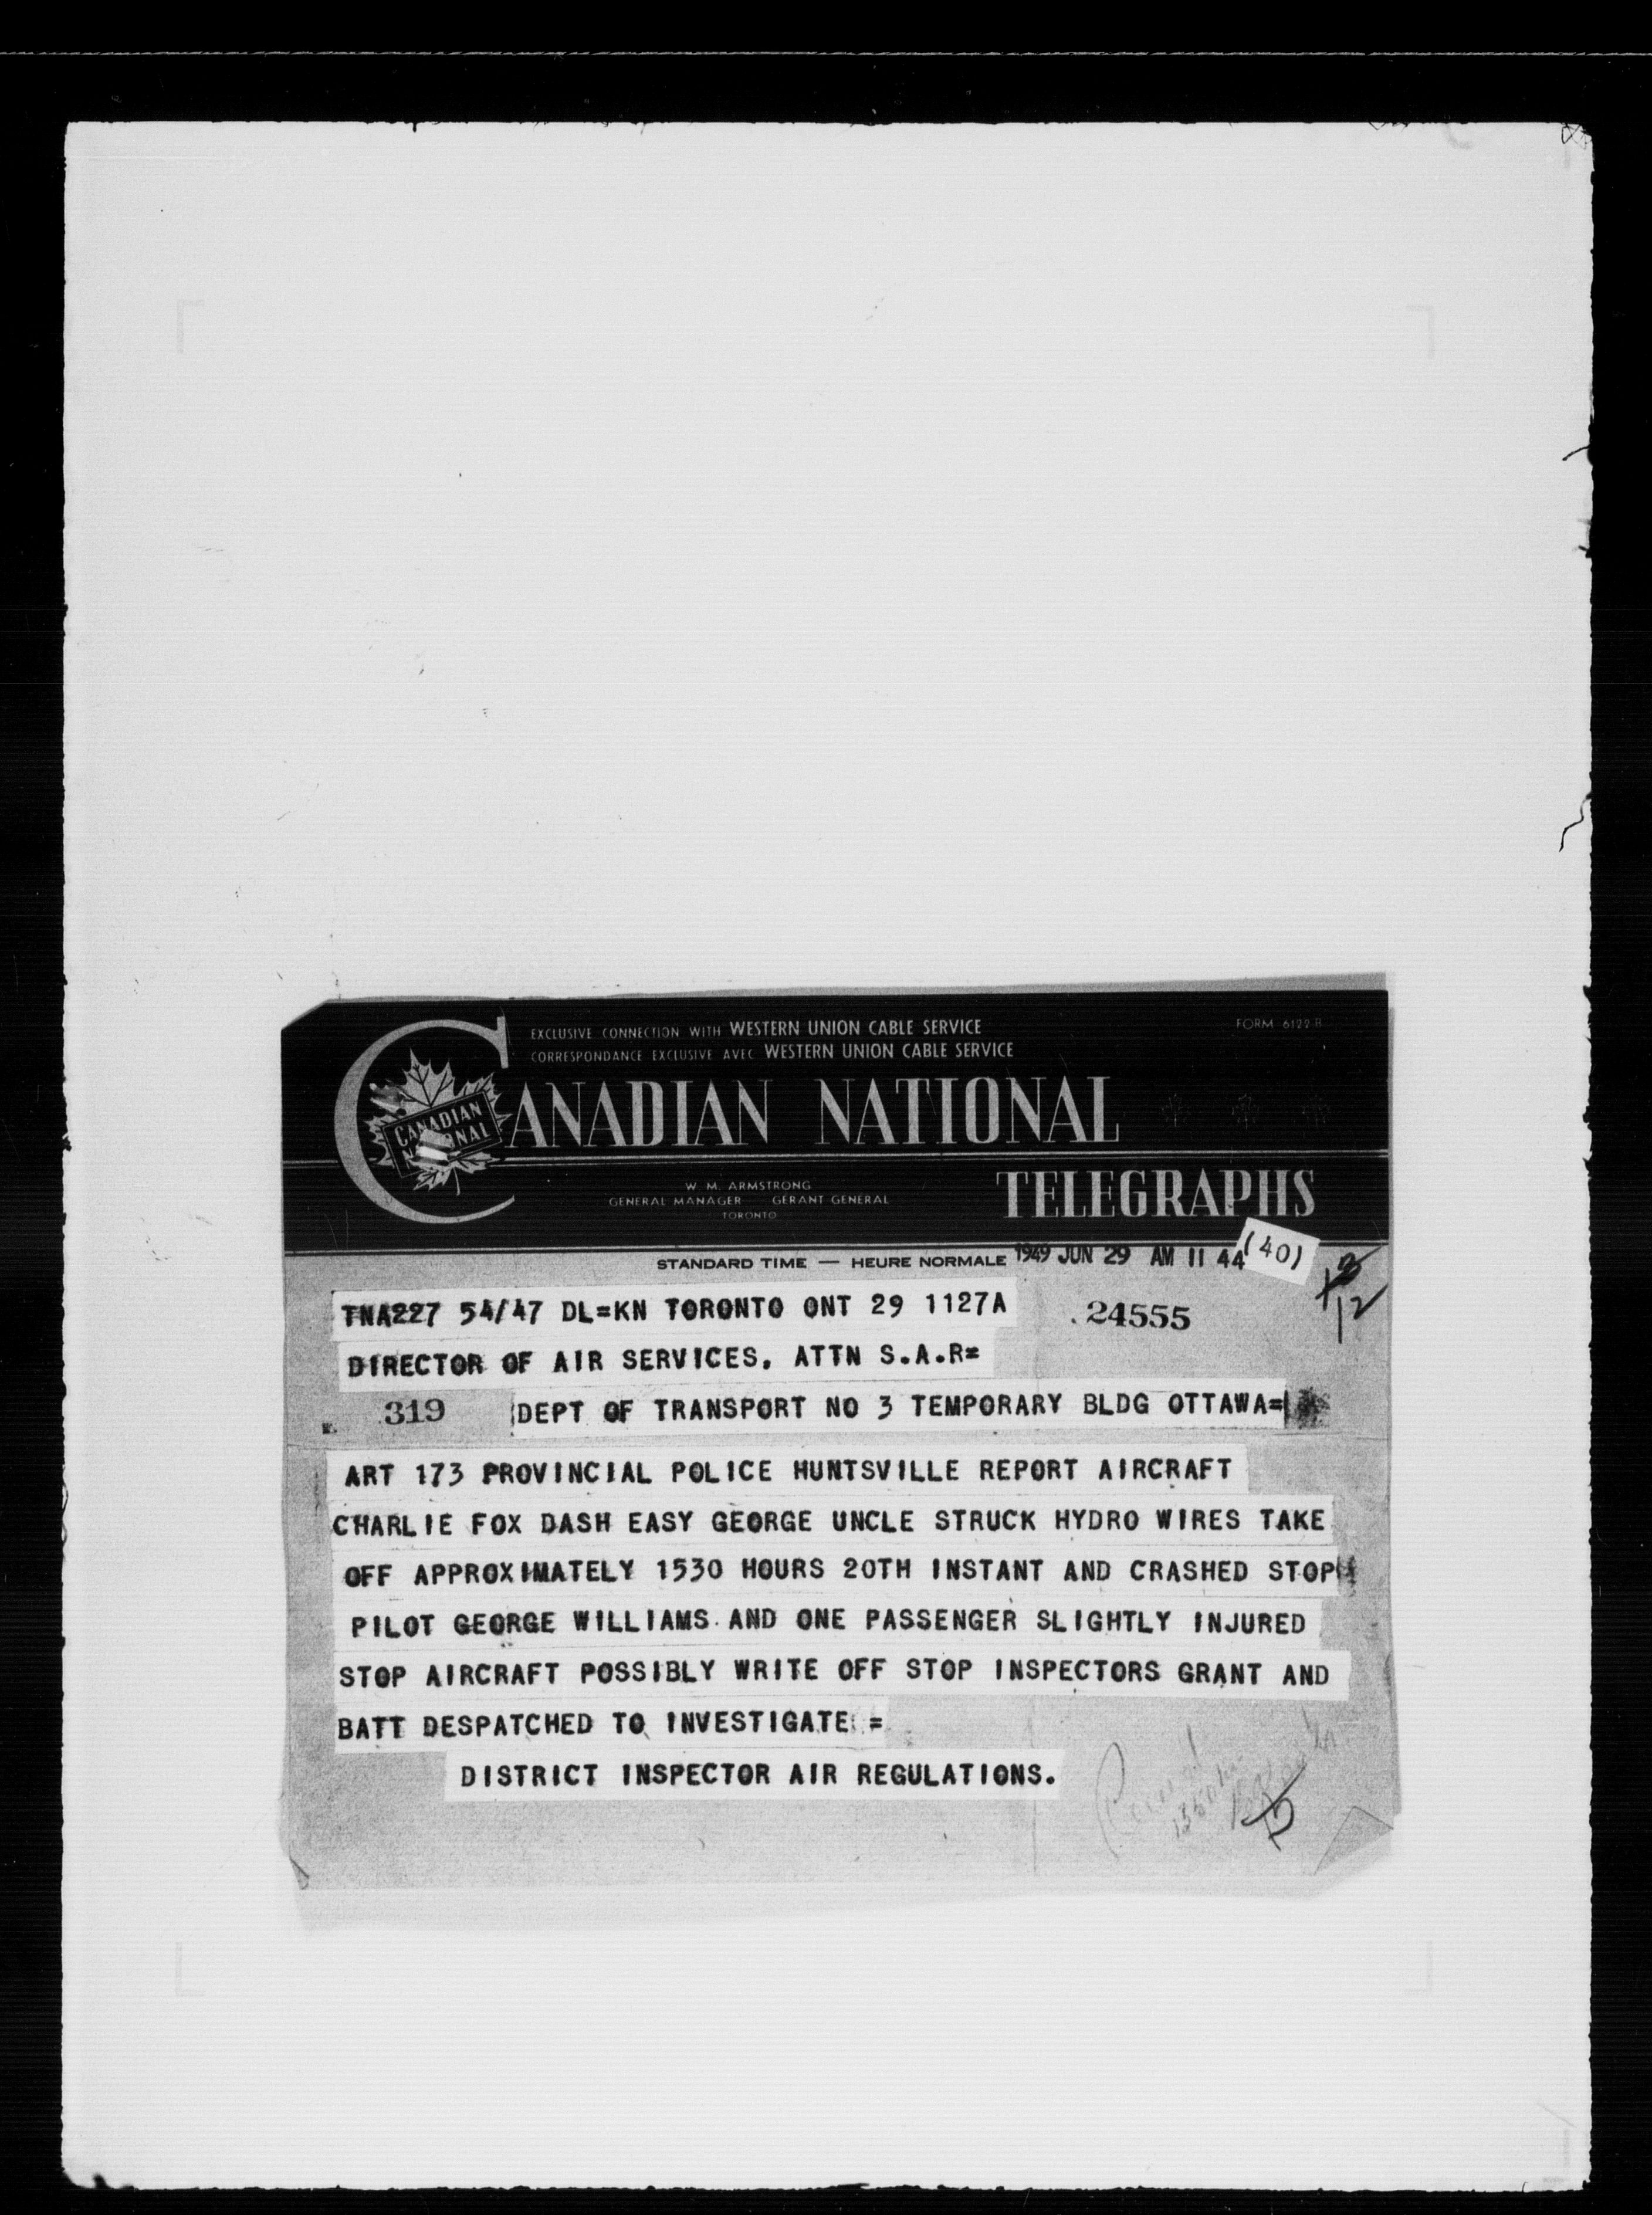 EXCLUSIVE CONNECTION WITH WESTERN UNION CABLE SERVICE
FORM 6122 B
CORRESPONDANCE EXCLUSIVE AVEC WESTERN UNION CABLE SERVICE
CANADIAN NATIONAL
CANADIAN NATIONAL
TELEGRAPHS
W. M. ARMSTRONG
GENERAL MANAGER GERANT GENERAL
TORONTO
STANDARD TIME — HEURE NORMALE 1949 JUN 29 AM 11 44 (40)
12
TNA227 54/47 DL=KN TORONTO ONT 29 1127A .24555
DIRECTOR OF AIR SERVICES, ATTN S.A.R=
319 DEPT OF TRANSPORT NO 3 TEMPORARY BLDG OTTAWA=
ART 173 PROVINCIAL POLICE HUNTSVILLE REPORT AIRCRAFT
CHARLIE FOX DASH EASY GEORGE UNCLE STRUCK HYDRO WIRES TAKE
OFF APPROXIMATELY 1530 HOURS 20TH INSTANT AND CRASHED STOP
PILOT GEORGE WILLIAMS AND ONE PASSENGER SLIGHTLY INJURED
STOP AIRCRAFT POSSIBLY WRITE OFF STOP INSPECTORS GRANT AND
BATT DESPATCHED TO INVESTIGATE =
DISTRICT INSPECTOR AIR REGULATIONS.